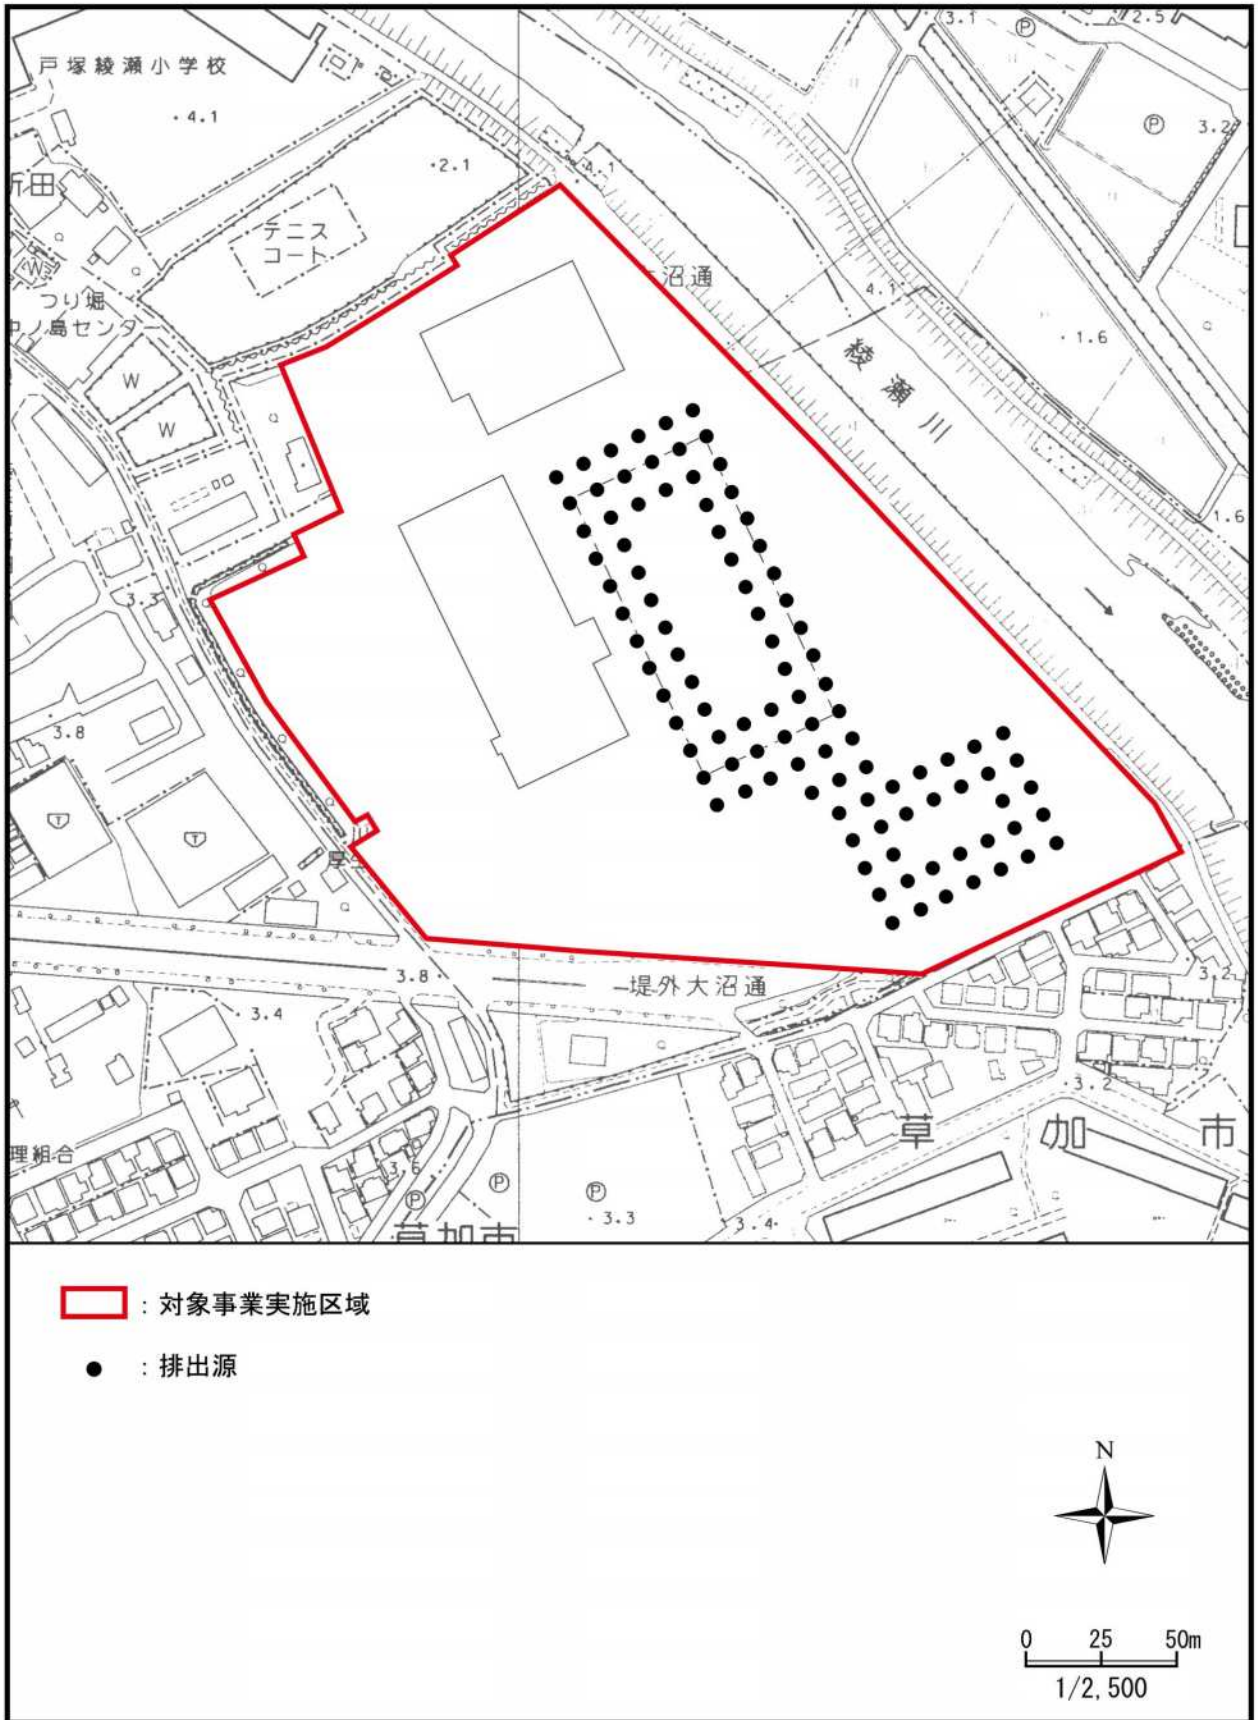 戸塚綾瀬小学校
3.1
Ⓟ
2.5
4.1
Ⓟ
3.2
2.1
4.1
新田
テニス
コート
W
沼通
つり堀
中ノ島センター
4.1
1.6
綾瀬川
W
W
1.6
3.3
3.8
T
T
3.8
堤外大沼通
3.2
3.4
3.2
草加市
理組合
3.6
Ⓟ
Ⓟ
Ⓟ
3.3
3.4
草加市
:対象事業実施区域
:排出源
N
0 25 50m
1/2,500